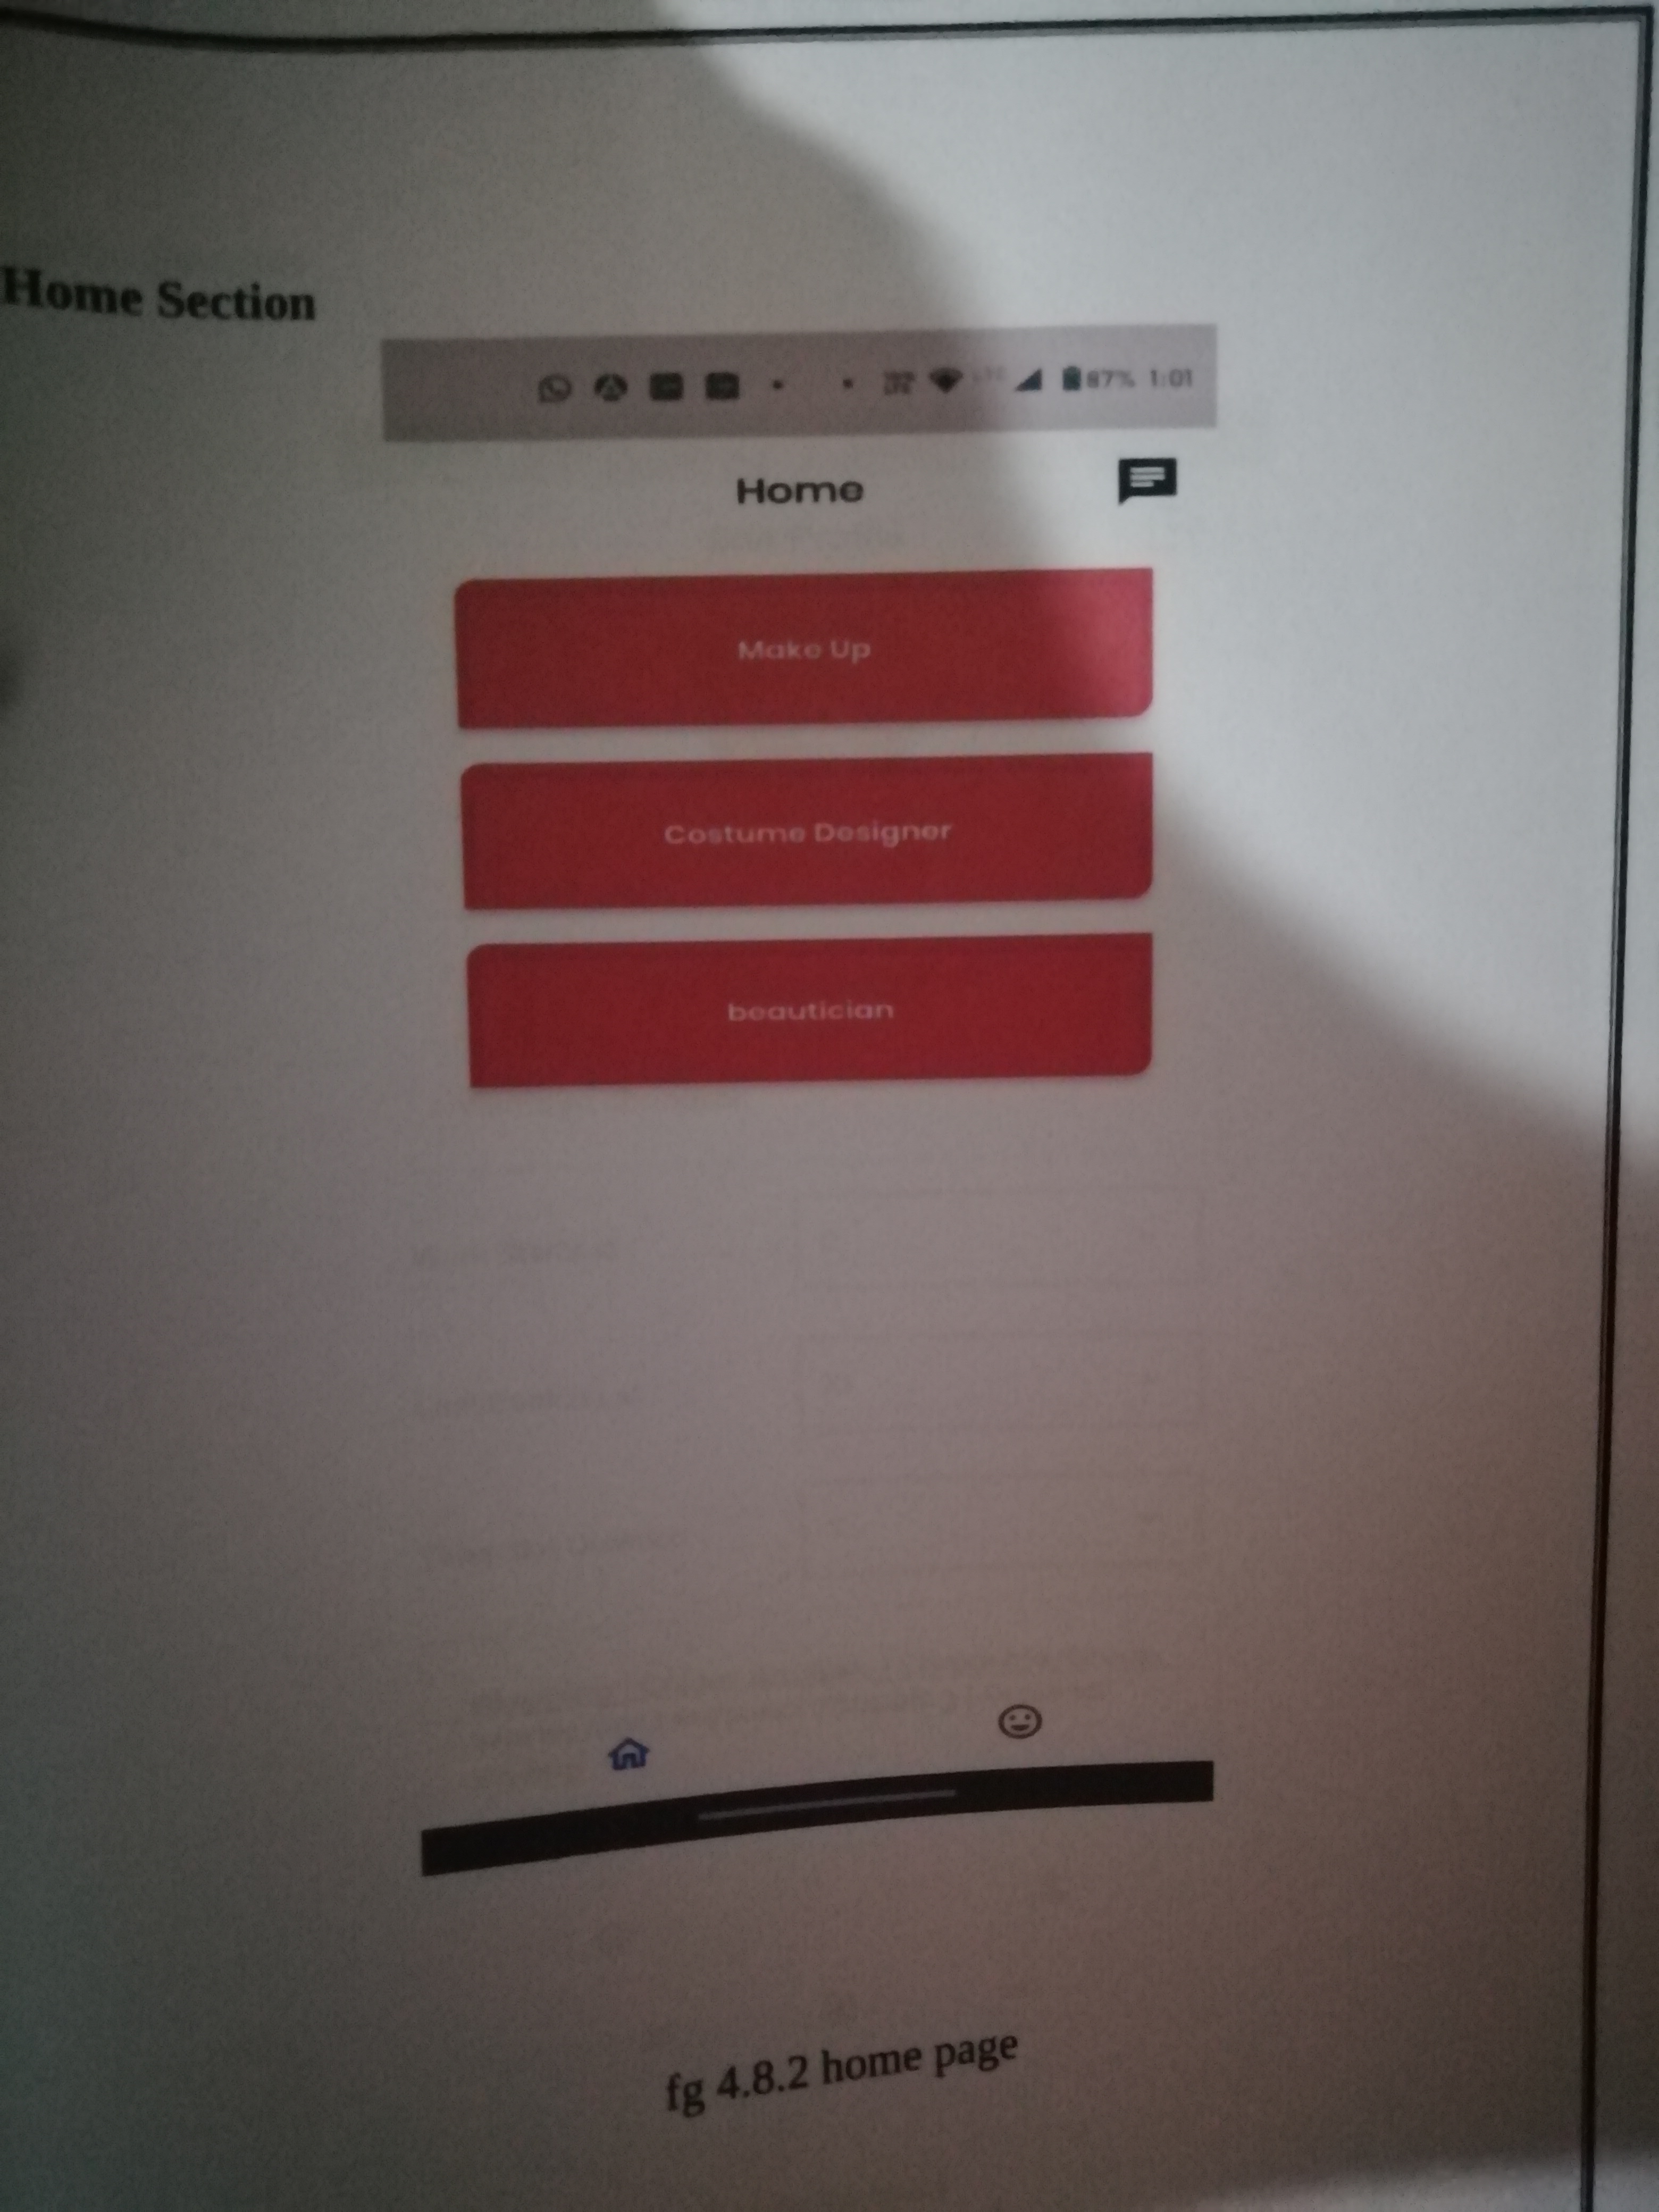 Home Section
87% 1:01
Home
Make Up
Costume Designer
beautician
fg 4.8.2 home page